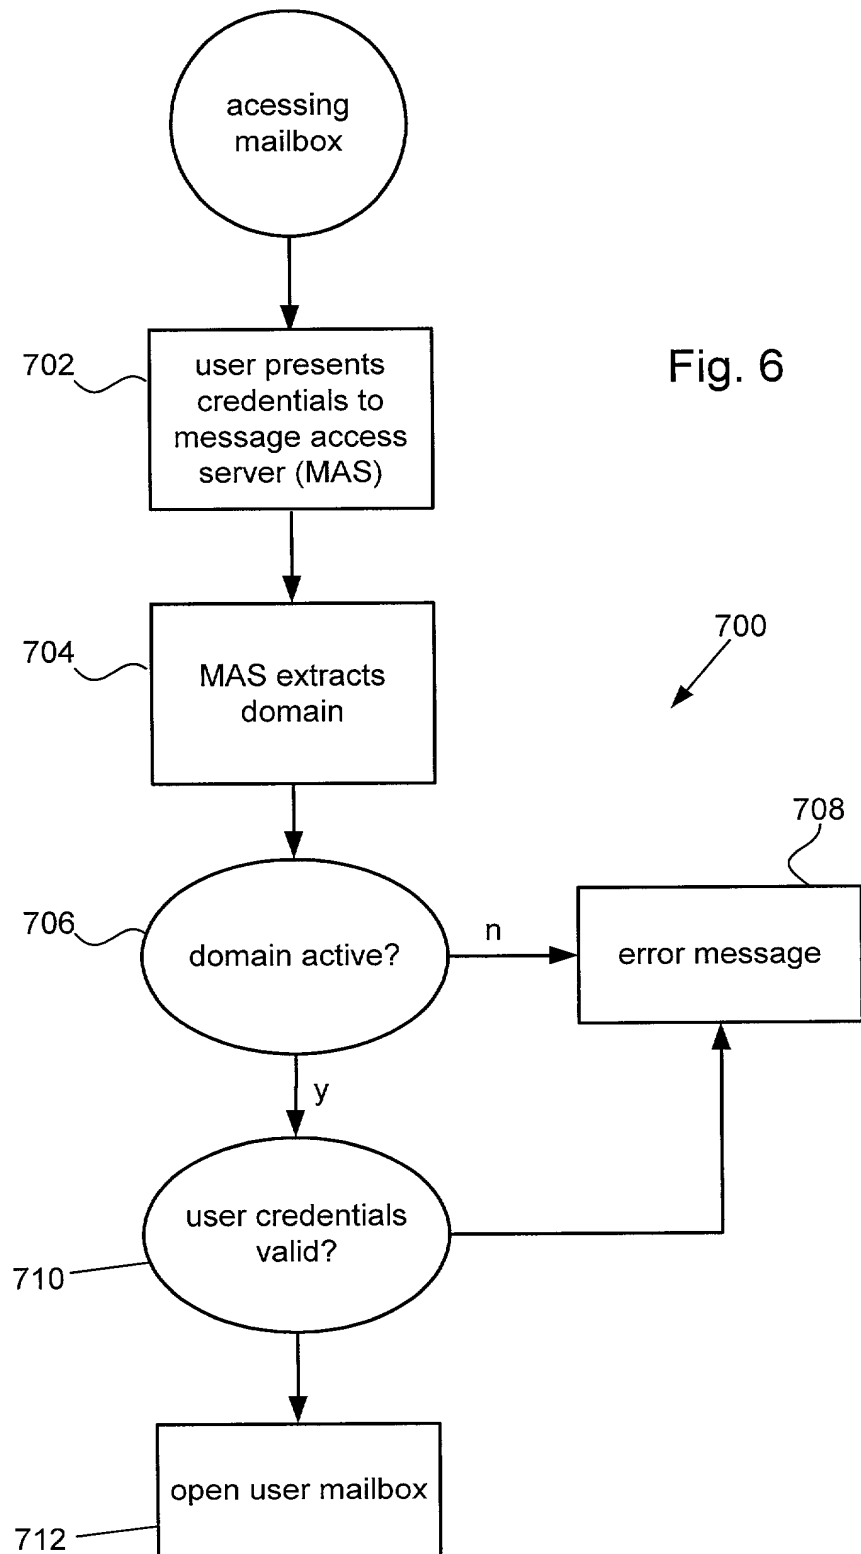 acessing
mailbox
702
user presents
credentials to
message access
server (MAS)
Fig. 6
704
MAS extracts
domain
700
708
706
domain active?
n
error message
y
user credentials
valid?
710
open user mailbox
712